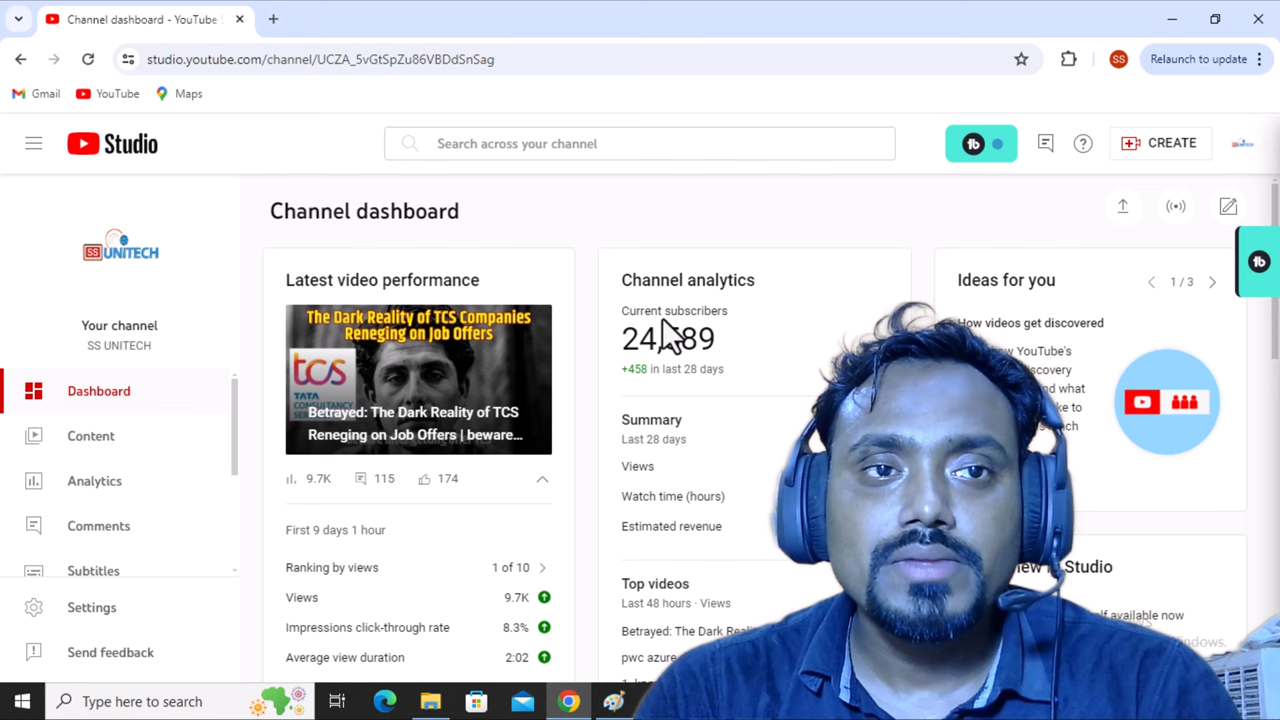 Channel dashboard - YouTube
studio.youtube.com/channel/UCZA_5vGtSpZu86VBDdSnSag
SS
Relaunch to update
Gmail
YouTube
Maps
Studio
Search across your channel
CREATE
SS UNITECH
Channel dashboard
Your channel
SS UNITECH
Dashboard
Content
Analytics
Comments
Subtitles
Settings
Send feedback
Latest video performance
The Dark Reality of TCS Companies
Reneging on Job Offers
tcs
TATA
CONSULTANCY
Betrayed: The Dark Reality of TCS
Reneging on Job Offers | beware...
9.7K
115
174
First 9 days 1 hour
Ranking by views
1 of 10
Views
9.7K
Impressions click-through rate
8.3%
Average view duration
2:02
Channel analytics
Current subscribers
+458 in last 28 days
Summary
Last 28 days
Views
Watch time (hours)
Estimated revenue
Top videos
Last 48 hours · Views
Betrayed: The Dark
pwc azure
Ideas for you
1 / 3
How videos get discovered
YouTube's
and what
like to
Studio
available now
Type here to search